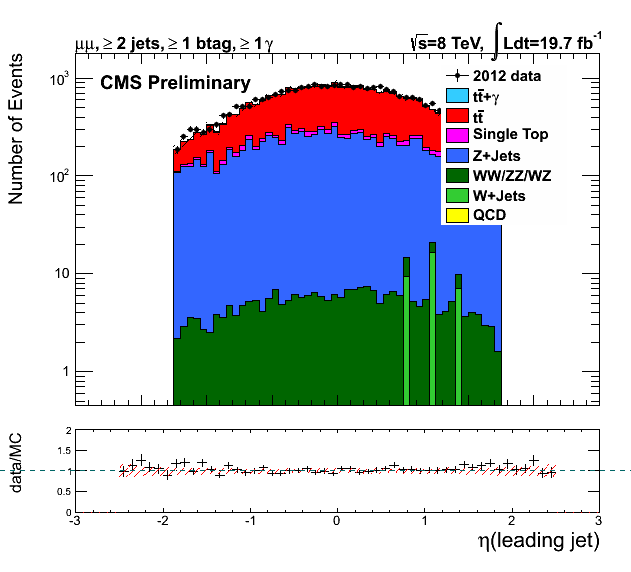 μμ, ≥ 2 jets, ≥ 1 btag, ≥ 1 γ
√s=8 TeV, ∫Ldt=19.7 fb⁻¹
CMS Preliminary
2012 data
tt̄+γ
tt̄
Single Top
Z+Jets
WW/ZZ/WZ
W+Jets
QCD
Number of Events
10³
10²
10
1
data/MC
2
1.5
1
0.5
0
-3 -2 -1 0 1 2 3
η(leading jet)